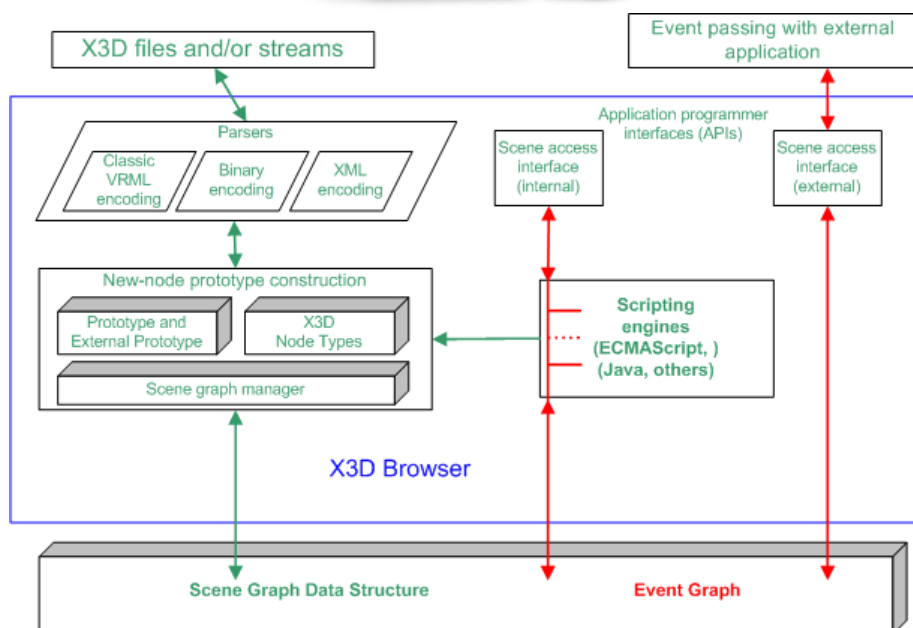 X3D files and/or streams
Event passing with external
application
Parsers
Classic
VRML
encoding
Binary
encoding
XML
encoding
Application programmer
interfaces (APIs)
Scene access
interface
(internal)
Scene access
interface
(external)
New-node prototype construction
Prototype and
External Prototype
X3D
Node Types
Scene graph manager
Scripting
engines
(ECMAScript, )
(Java, others)
X3D Browser
Scene Graph Data Structure
Event Graph